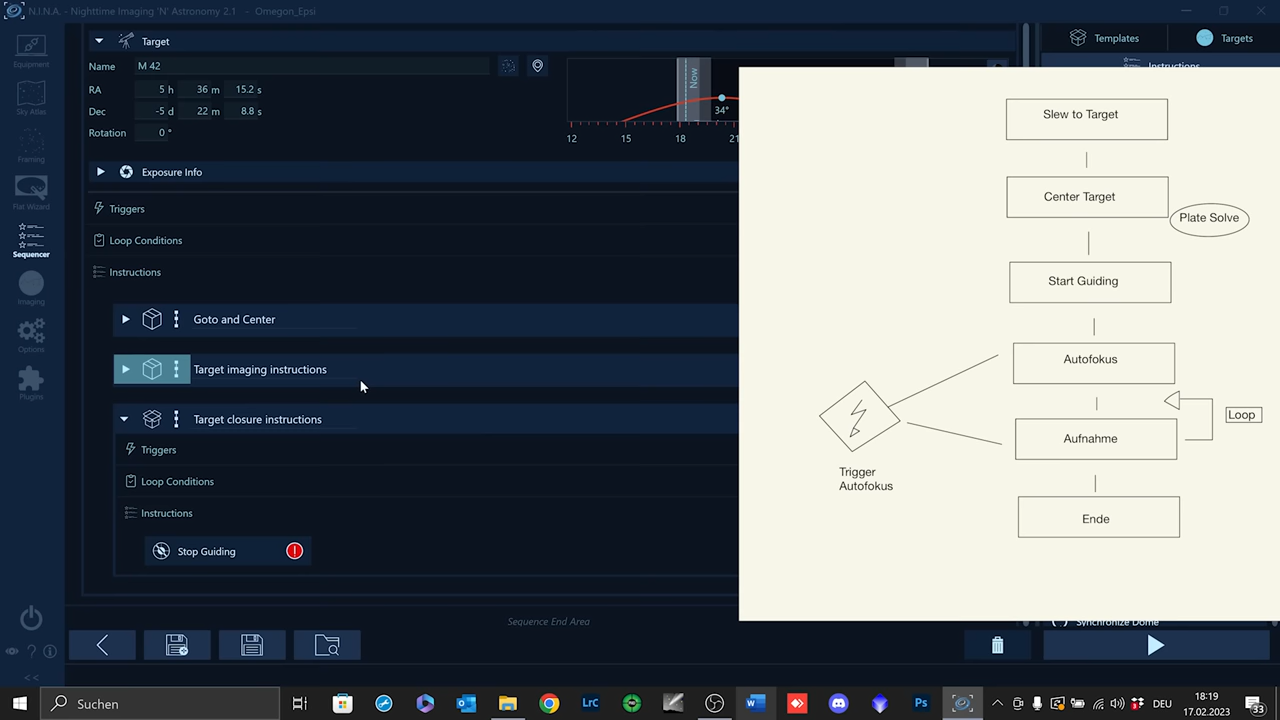 N.I.N.A. - Nighttime Imaging 'N' Astronomy 2.1 - Omegon_Epsi
Equipment
Sky Atlas
Framing
Flat Wizard
Sequencer
Imaging
Options
Plugins
<<
Target
Name M 42
RA 5 h 36 m 15.2 s
Dec -5 d 22 m 8.8 s
Rotation 0 °
Now
34°
12 15 18 21
Exposure Info
Triggers
Loop Conditions
Instructions
Goto and Center
Target imaging instructions
Target closure instructions
Triggers
Loop Conditions
Instructions
Stop Guiding
Sequence End Area
Templates
Targets
Instructions
Slew to Target
Center Target
Plate Solve
Start Guiding
Autofokus
Trigger
Autofokus
Loop
Aufnahme
Ende
Synchronize Dome
Suchen
LrC
Ps
DEU
18:19
17.02.2023
33